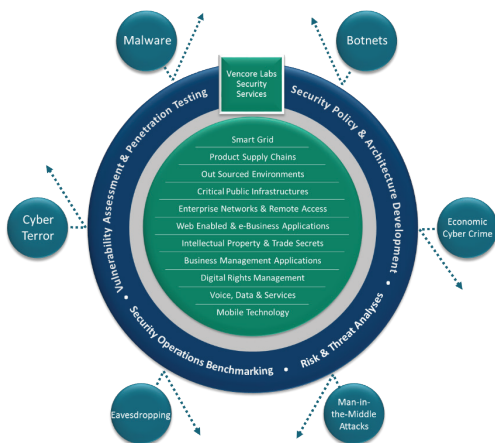 Malware
Botnets
Vencore Labs
Security
Services
Vulnerability Assessment & Penetration Testing
Security Policy & Architecture Development
Smart Grid
Product Supply Chains
Out Sourced Environments
Critical Public Infrastructures
Enterprise Networks & Remote Access
Web Enabled & e-Business Applications
Intellectual Property & Trade Secrets
Business Management Applications
Digital Rights Management
Voice, Data & Services
Mobile Technology
Cyber
Terror
Economic
Cyber Crime
• Security Operations Benchmarking •
Risk & Threat Analyses •
Eavesdropping
Man-in-
the-Middle
Attacks